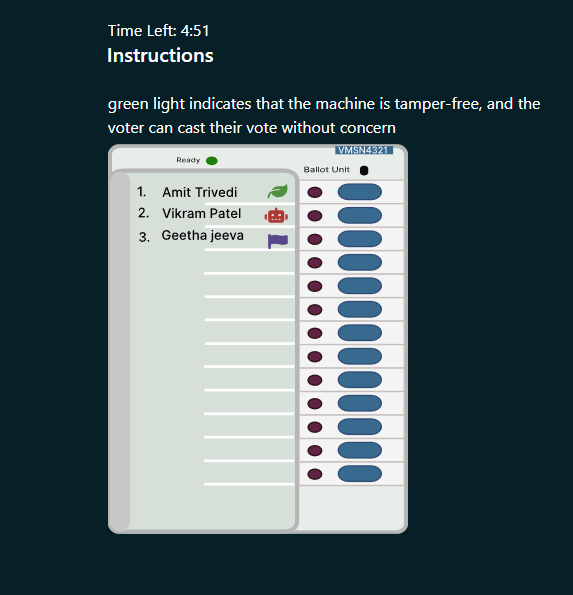 Time Left: 4:51
Instructions
green light indicates that the machine is tamper-free, and the
voter can cast their vote without concern
VMSN4321
Ready
Ballot Unit
1. Amit Trivedi
2. Vikram Patel
3. Geetha jeeva